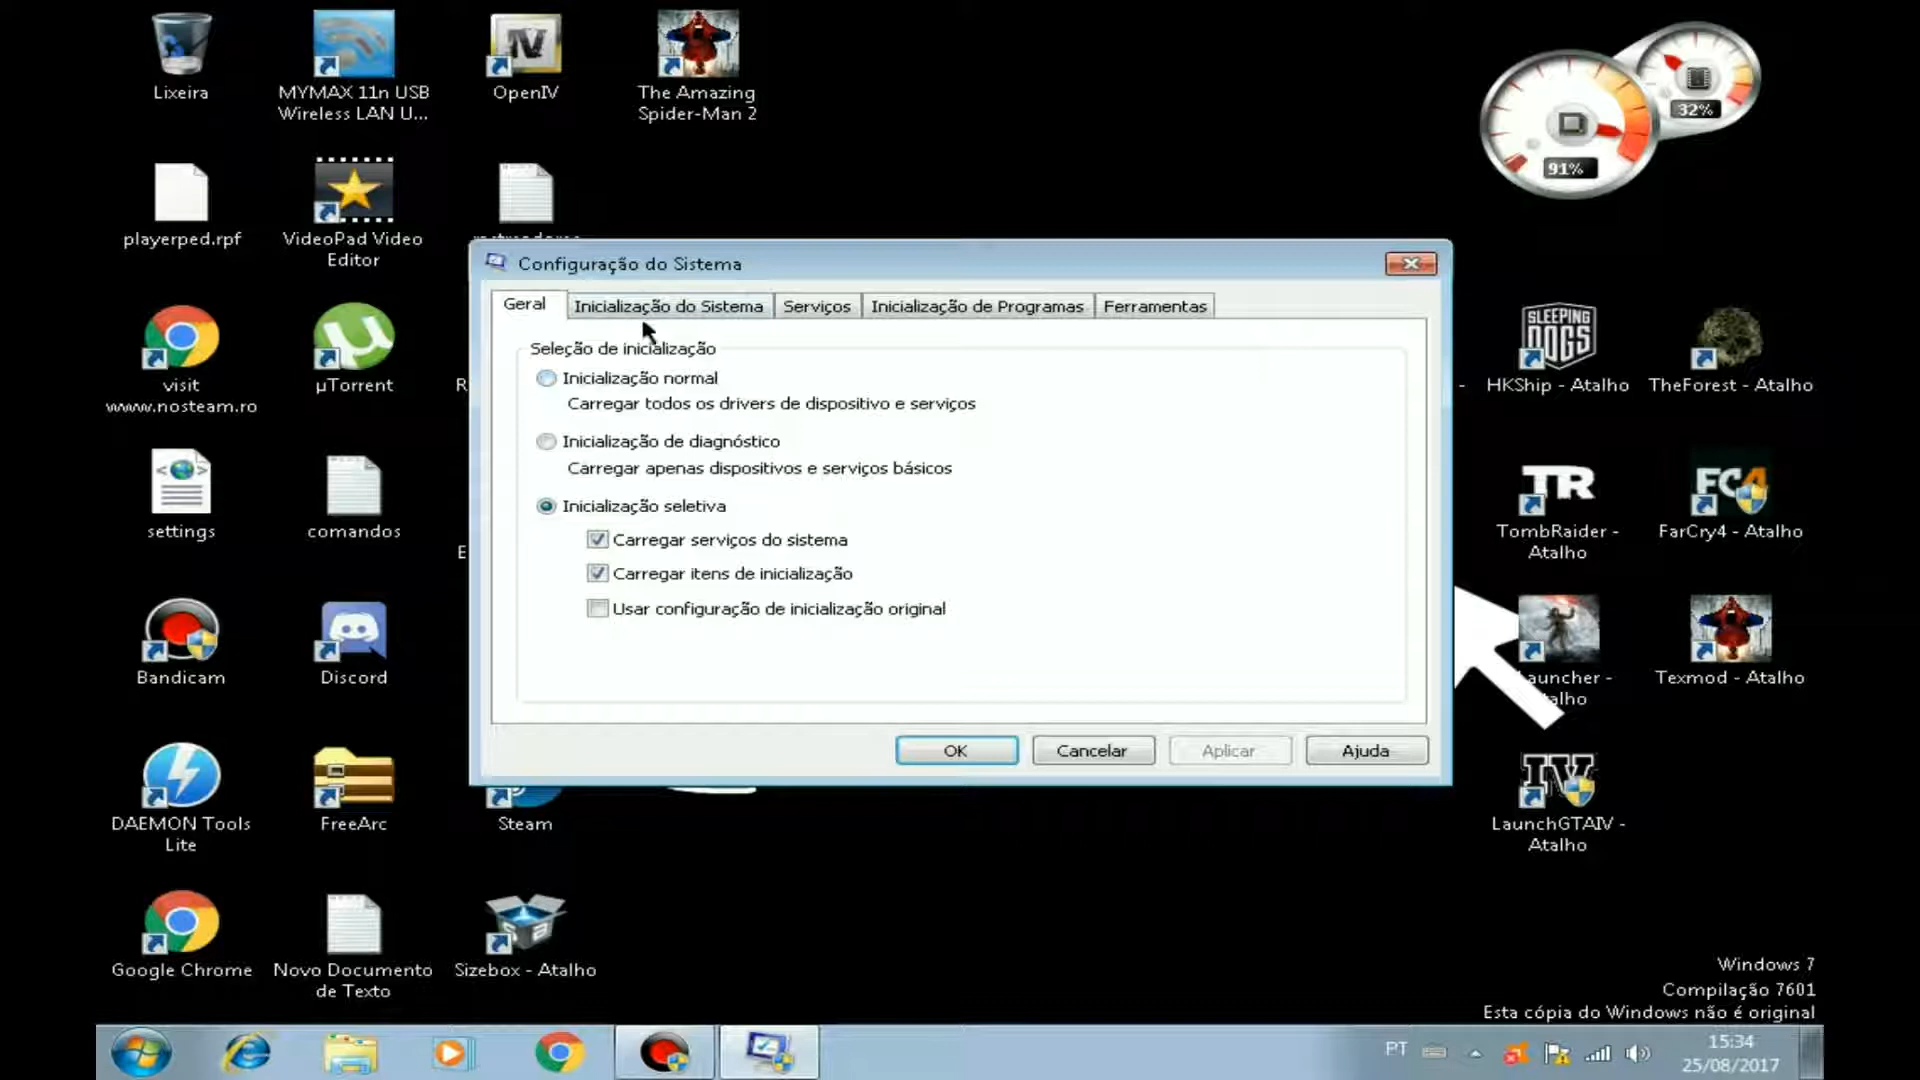 Lixeira
MYMAX 11n USB
Wireless LAN U...
OpenIV
The Amazing
Spider-Man 2
32%
91%
playerped.rpf
VideoPad Video
Editor
visit
www.nosteam.ro
µTorrent
R
settings
comandos
E
Bandicam
Discord
DAEMON Tools
Lite
FreeArc
Steam
Google Chrome
Novo Documento
de Texto
Sizebox - Atalho
Configuração do Sistema
Geral
Inicialização do Sistema
Serviços
Inicialização de Programas
Ferramentas
Seleção de inicialização
Inicialização normal
Carregar todos os drivers de dispositivo e serviços
Inicialização de diagnóstico
Carregar apenas dispositivos e serviços básicos
Inicialização seletiva
Carregar serviços do sistema
Carregar itens de inicialização
Usar configuração de inicialização original
OK
Cancelar
Aplicar
Ajuda
SLEEPING
DOGS
-
HKShip - Atalho
TheForest - Atalho
TR
TombRaider -
Atalho
FC4
FarCry4 - Atalho
Texmod - Atalho
IV
LaunchGTAIV -
Atalho
Windows 7
Compilação 7601
Esta cópia do Windows não é original
PT
15:34
25/08/2017